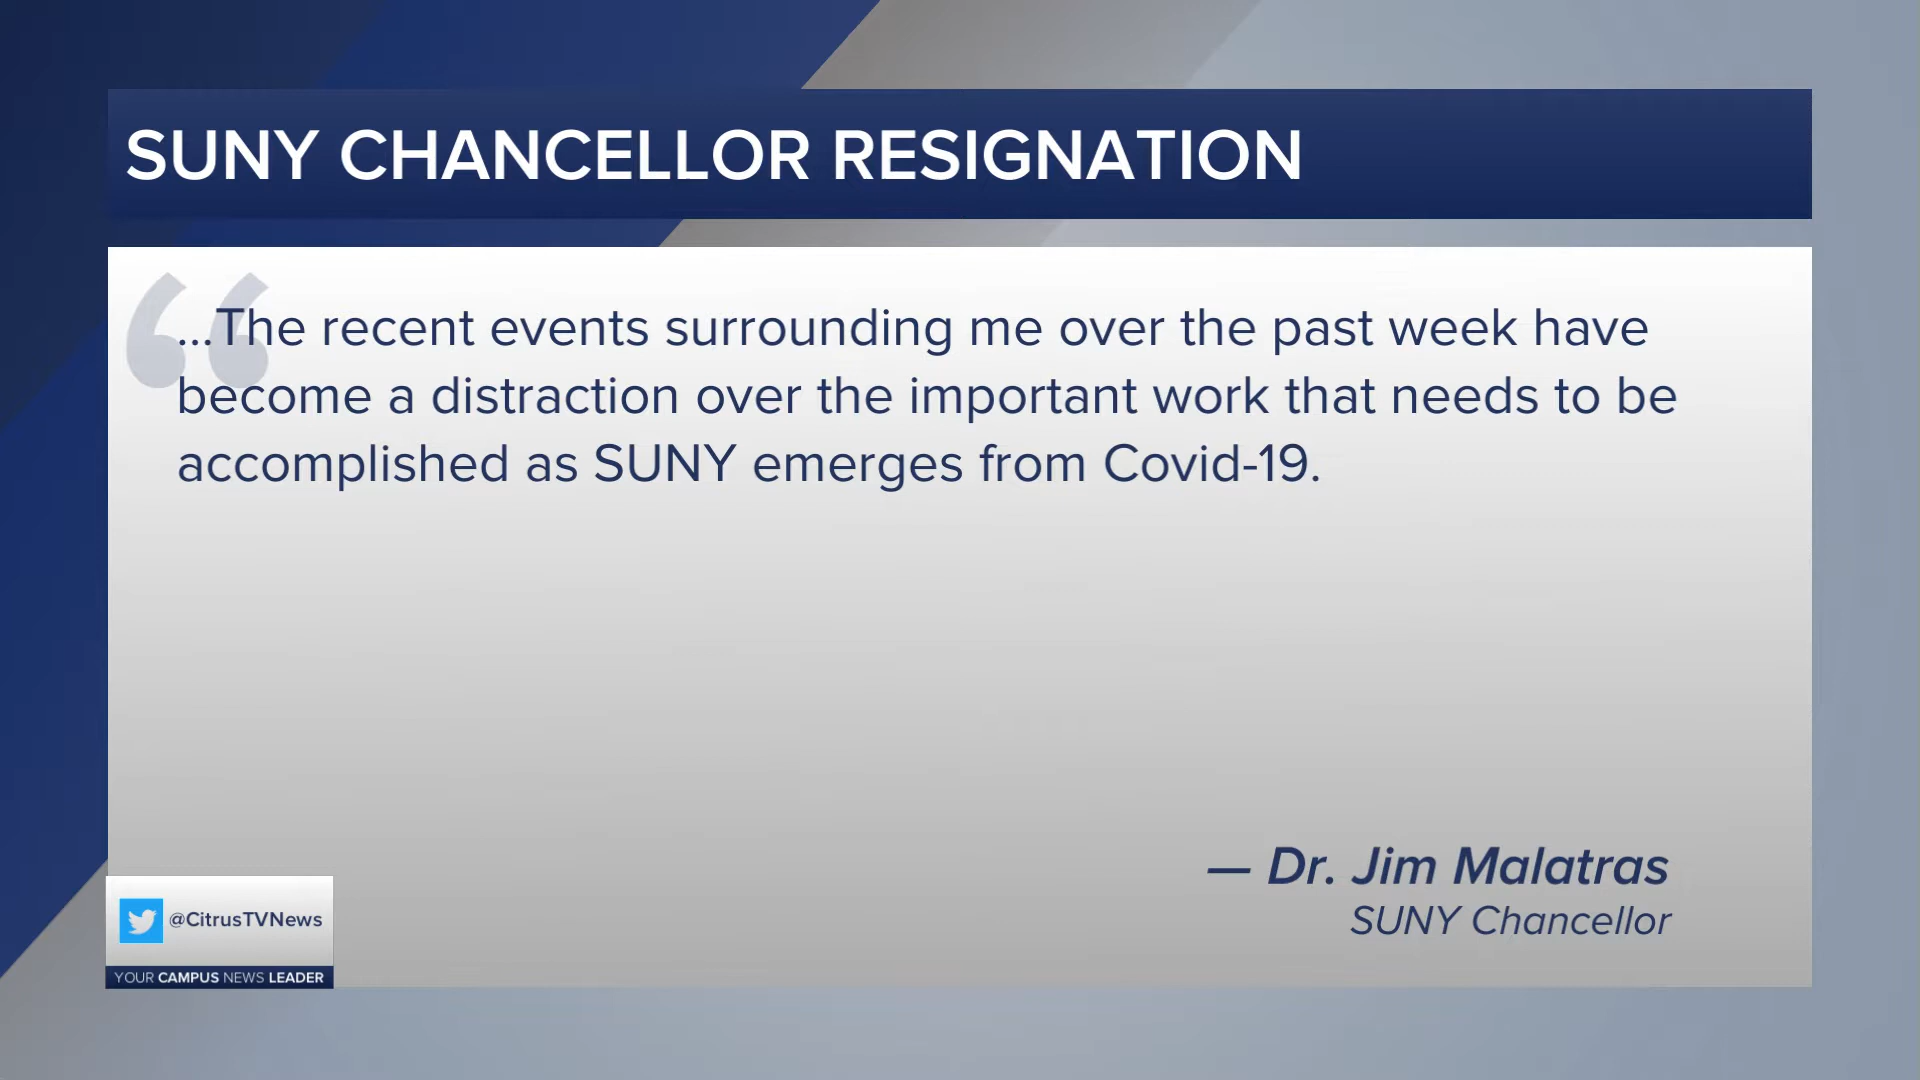 SUNY CHANCELLOR RESIGNATION
“
...The recent events surrounding me over the past week have
become a distraction over the important work that needs to be
accomplished as SUNY emerges from Covid-19.
— Dr. Jim Malatras
SUNY Chancellor
@CitrusTVNews
YOUR CAMPUS NEWS LEADER